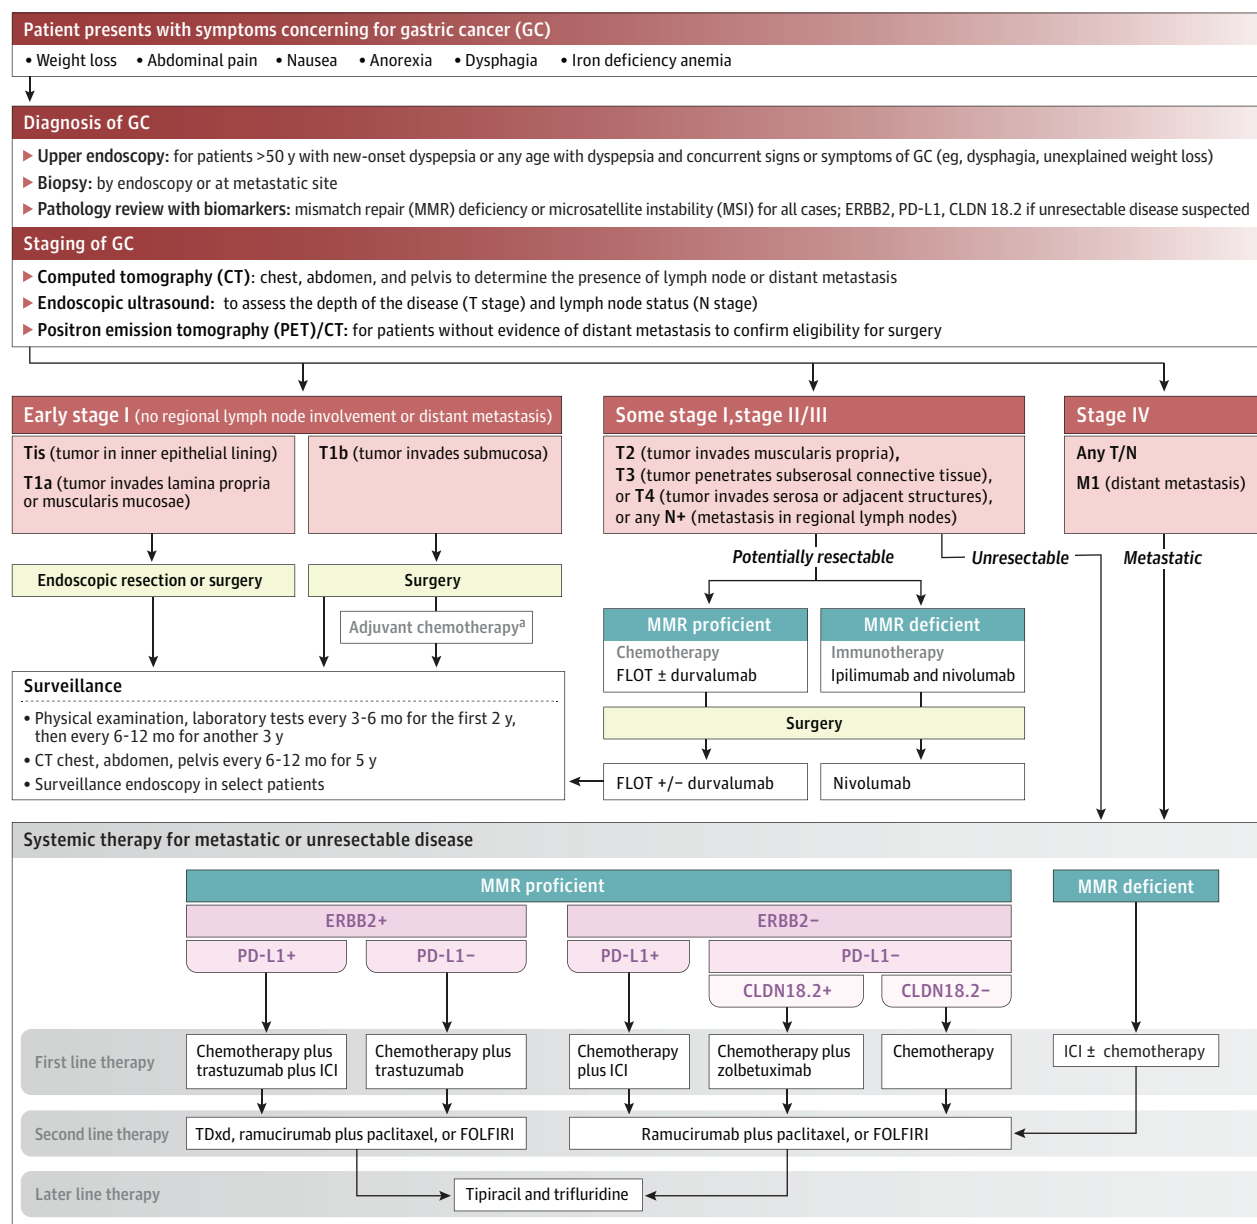 Patient presents with symptoms concerning for gastric cancer (GC)
• Weight loss • Abdominal pain • Nausea • Anorexia • Dysphagia • Iron deficiency anemia
Diagnosis of GC
▶ Upper endoscopy: for patients >50 y with new-onset dyspepsia or any age with dyspepsia and concurrent signs or symptoms of GC (eg, dysphagia, unexplained weight loss)
▶ Biopsy: by endoscopy or at metastatic site
▶ Pathology review with biomarkers: mismatch repair (MMR) deficiency or microsatellite instability (MSI) for all cases; ERBB2, PD-L1, CLDN 18.2 if unresectable disease suspected
Staging of GC
▶ Computed tomography (CT): chest, abdomen, and pelvis to determine the presence of lymph node or distant metastasis
▶ Endoscopic ultrasound: to assess the depth of the disease (T stage) and lymph node status (N stage)
▶ Positron emission tomography (PET)/CT: for patients without evidence of distant metastasis to confirm eligibility for surgery
Early stage I (no regional lymph node involvement or distant metastasis)
Tis (tumor in inner epithelial lining)
T1a (tumor invades lamina propria
or muscularis mucosae)
T1b (tumor invades submucosa)
Some stage I,stage II/III
T2 (tumor invades muscularis propria),
T3 (tumor penetrates subserosal connective tissue),
or T4 (tumor invades serosa or adjacent structures),
or any N+ (metastasis in regional lymph nodes)
Stage IV
Any T/N
M1 (distant metastasis)
Potentially resectable
Unresectable
Metastatic
Endoscopic resection or surgery
Surgery
Adjuvant chemotherapyᵃ
MMR proficient
Chemotherapy
FLOT ± durvalumab
MMR deficient
Immunotherapy
Ipilimumab and nivolumab
Surgery
FLOT +/− durvalumab
Nivolumab
Surveillance
• Physical examination, laboratory tests every 3-6 mo for the first 2 y,
then every 6-12 mo for another 3 y
• CT chest, abdomen, pelvis every 6-12 mo for 5 y
• Surveillance endoscopy in select patients
Systemic therapy for metastatic or unresectable disease
MMR proficient
MMR deficient
ERBB2+
ERBB2−
PD-L1+
PD-L1−
PD-L1+
PD-L1−
CLDN18.2+
CLDN18.2−
First line therapy
Chemotherapy plus
trastuzumab plus ICI
Chemotherapy plus
trastuzumab
Chemotherapy
plus ICI
Chemotherapy plus
zolbetuximab
Chemotherapy
ICI ± chemotherapy
Second line therapy
TDxd, ramucirumab plus paclitaxel, or FOLFIRI
Ramucirumab plus paclitaxel, or FOLFIRI
Later line therapy
Tipiracil and trifluridine